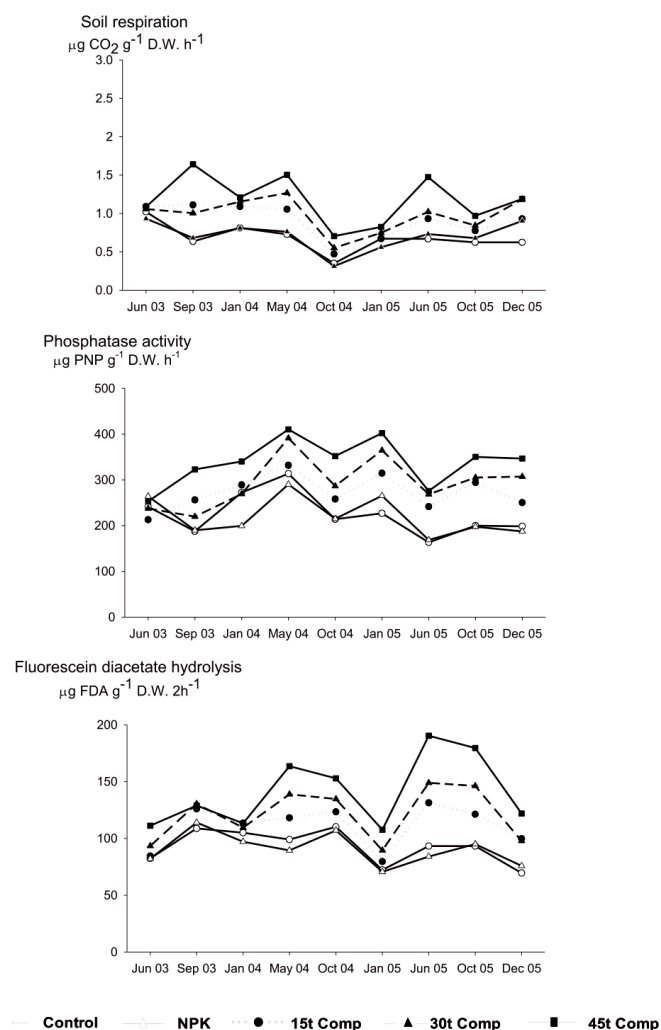 Soil respiration
μg CO2 g-1 D.W. h-1
3.0
2.5
2
1.5
1.0
0.5
0.0
Jun 03 Sep 03 Jan 04 May 04 Oct 04 Jan 05 Jun 05 Oct 05 Dec 05
Phosphatase activity
μg PNP g-1 D.W. h-1
500
400
300
200
100
0
Jun 03 Sep 03 Jan 04 May 04 Oct 04 Jan 05 Jun 05 Oct 05 Dec 05
Fluorescein diacetate hydrolysis
μg FDA g-1 D.W. 2h-1
200
150
100
50
0
Jun 03 Sep 03 Jan 04 May 04 Oct 04 Jan 05 Jun 05 Oct 05 Dec 05
Control NPK 15t Comp 30t Comp 45t Comp